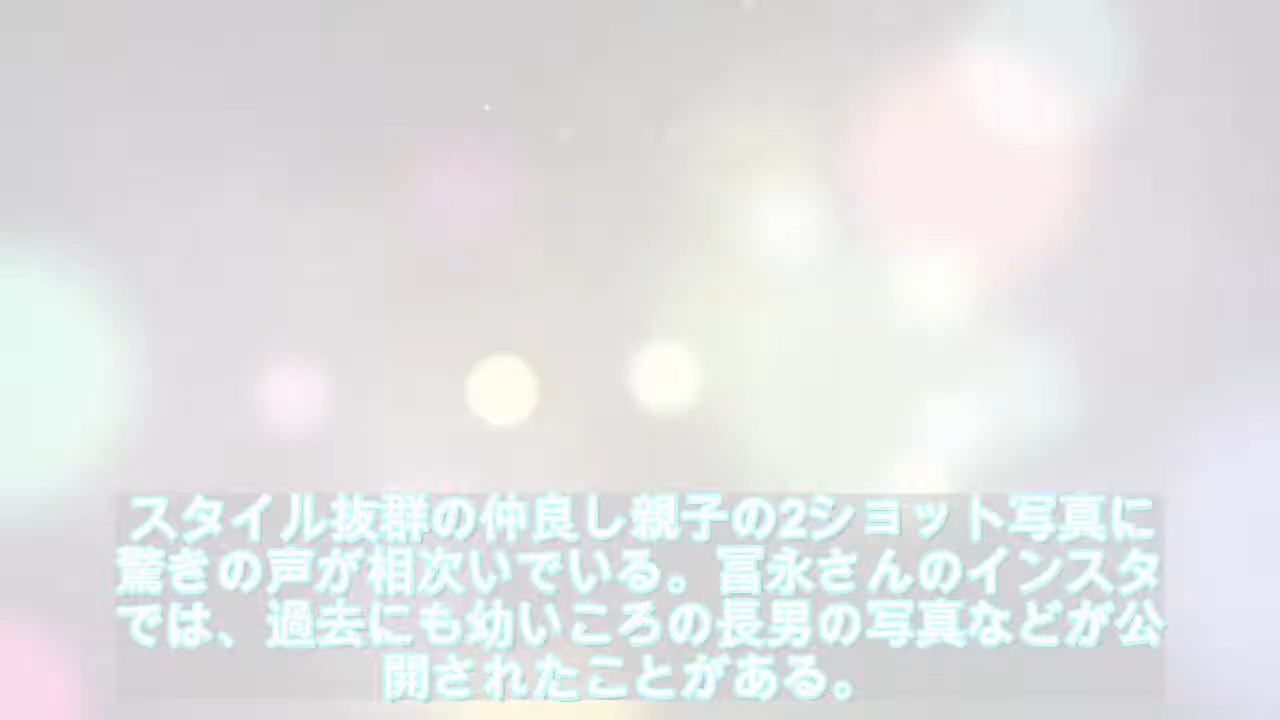 スタイル抜群の仲良し親子の2ショット写真に
驚きの声が相次いでいる。冨永さんのインスタ
では、過去にも幼いころの長男の写真などが公
開されたことがある。